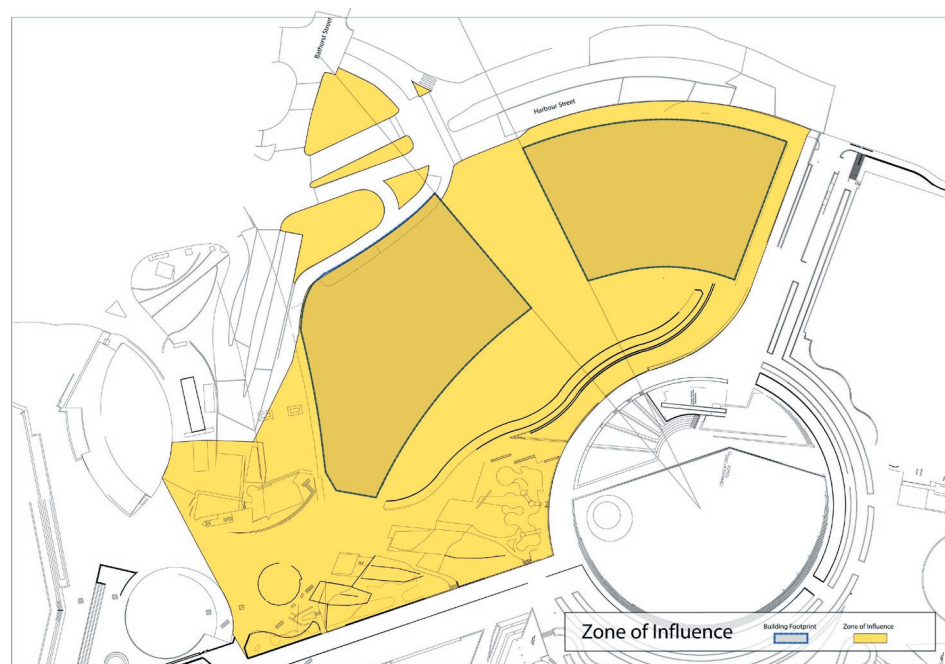 Bathurst Street
Harbour Street
Zone of Influence
Building Footprint
Zone of Influence